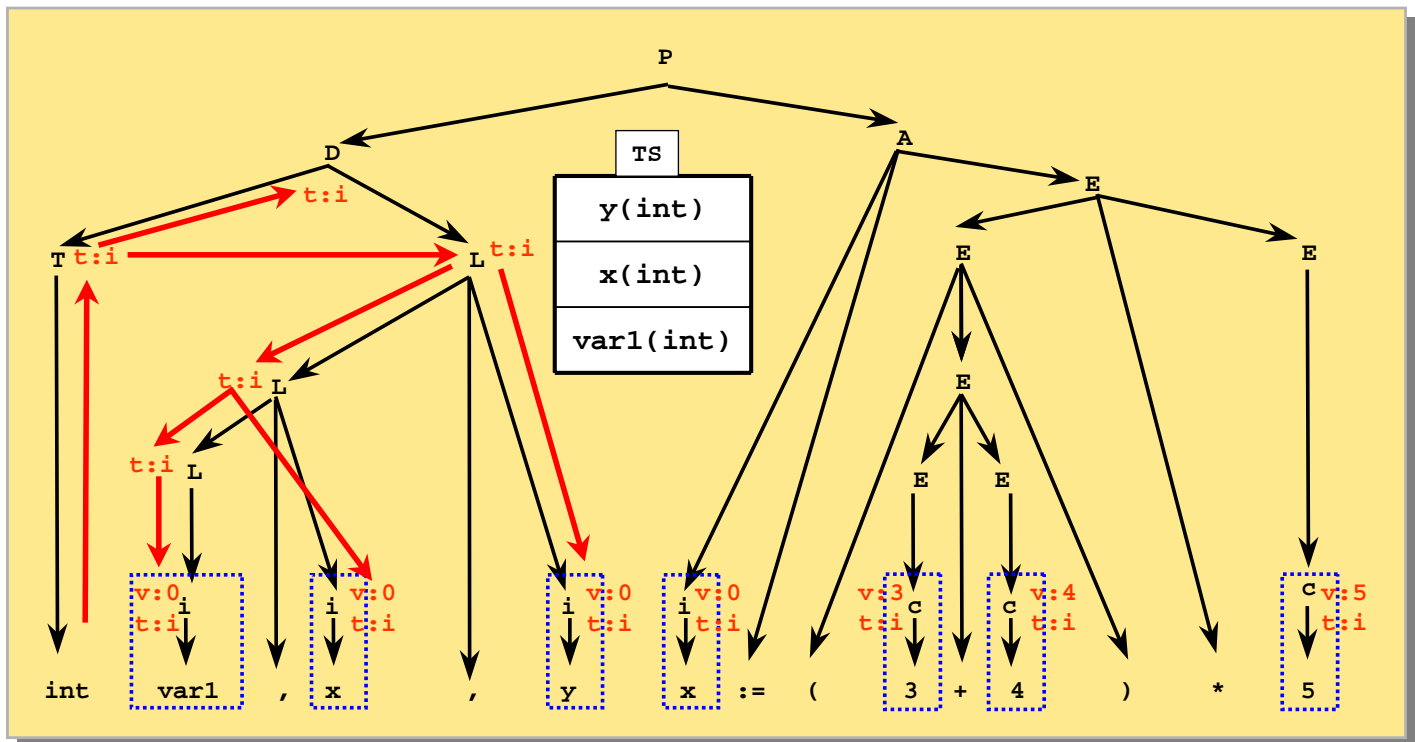 P
D
TS
A
E
t:i
y(int)
T t:i
L t:i
x(int)
E
E
var1(int)
t:i L
E
t:i L
E
E
v:0
t:i
i
i
v:0
t:i
i
v:0
t:i
i
v:0
t:i
v:3
t:i
c
c
v:4
t:i
c
v:5
t:i
int var1 , x , y x := ( 3 + 4 ) * 5